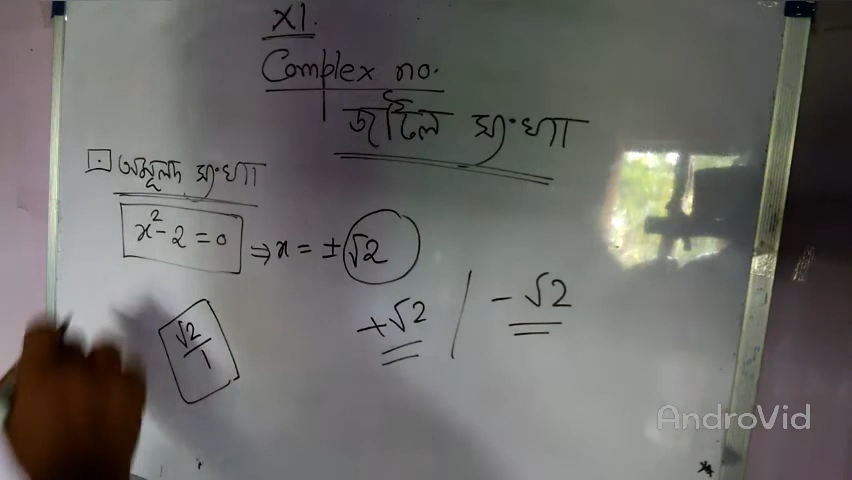 XI.
Complex no.
জটিল সংখ্যা
অমূলদ সংখ্যা
x² - 2 = 0 ⇒ x = ± √2
+√2 / - √2
√2/1
AndroVid